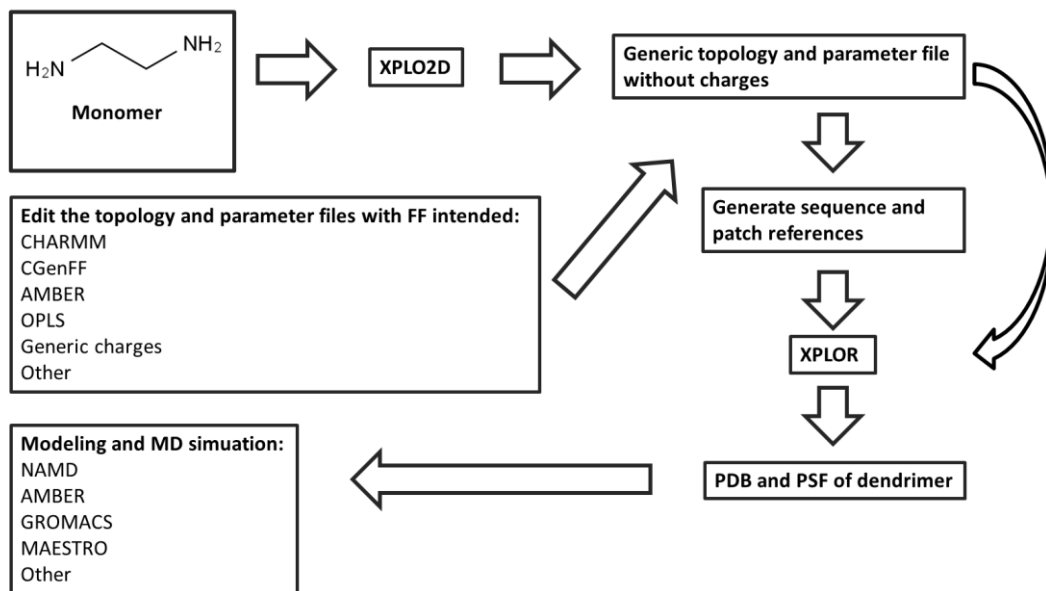 H₂N
NH₂
Monomer
XPLO2D
Generic topology and parameter file
without charges
Edit the topology and parameter files with FF intended:
CHARMM
CGenFF
AMBER
OPLS
Generic charges
Other
Generate sequence and
patch references
XPLOR
PDB and PSF of dendrimer
Modeling and MD simuation:
NAMD
AMBER
GROMACS
MAESTRO
Other